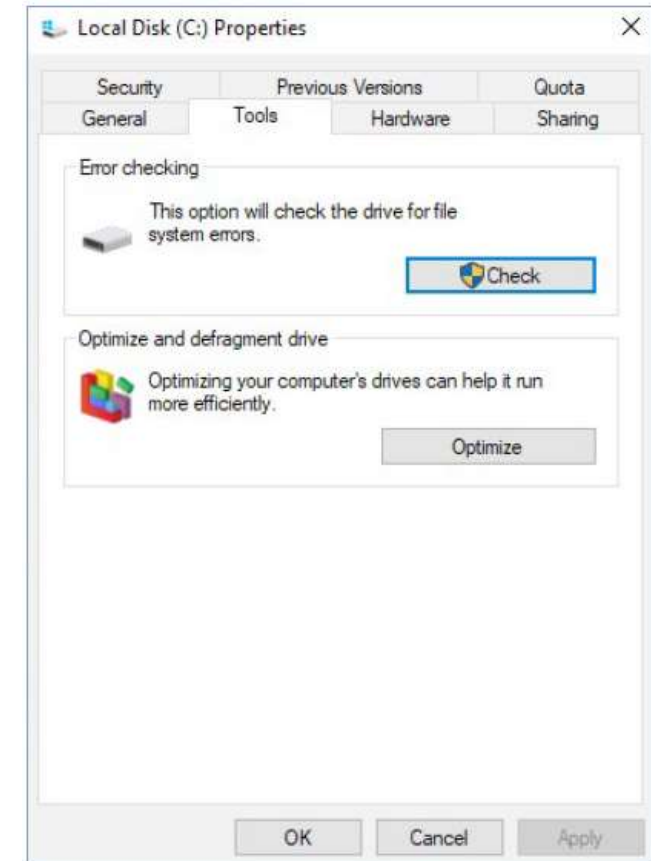 Local Disk (C:) Properties
Security Previous Versions Quota
General Tools Hardware Sharing
Error checking
This option will check the drive for file
system errors.
Check
Optimize and defragment drive
Optimizing your computer's drives can help it run
more efficiently.
Optimize
OK Cancel Apply